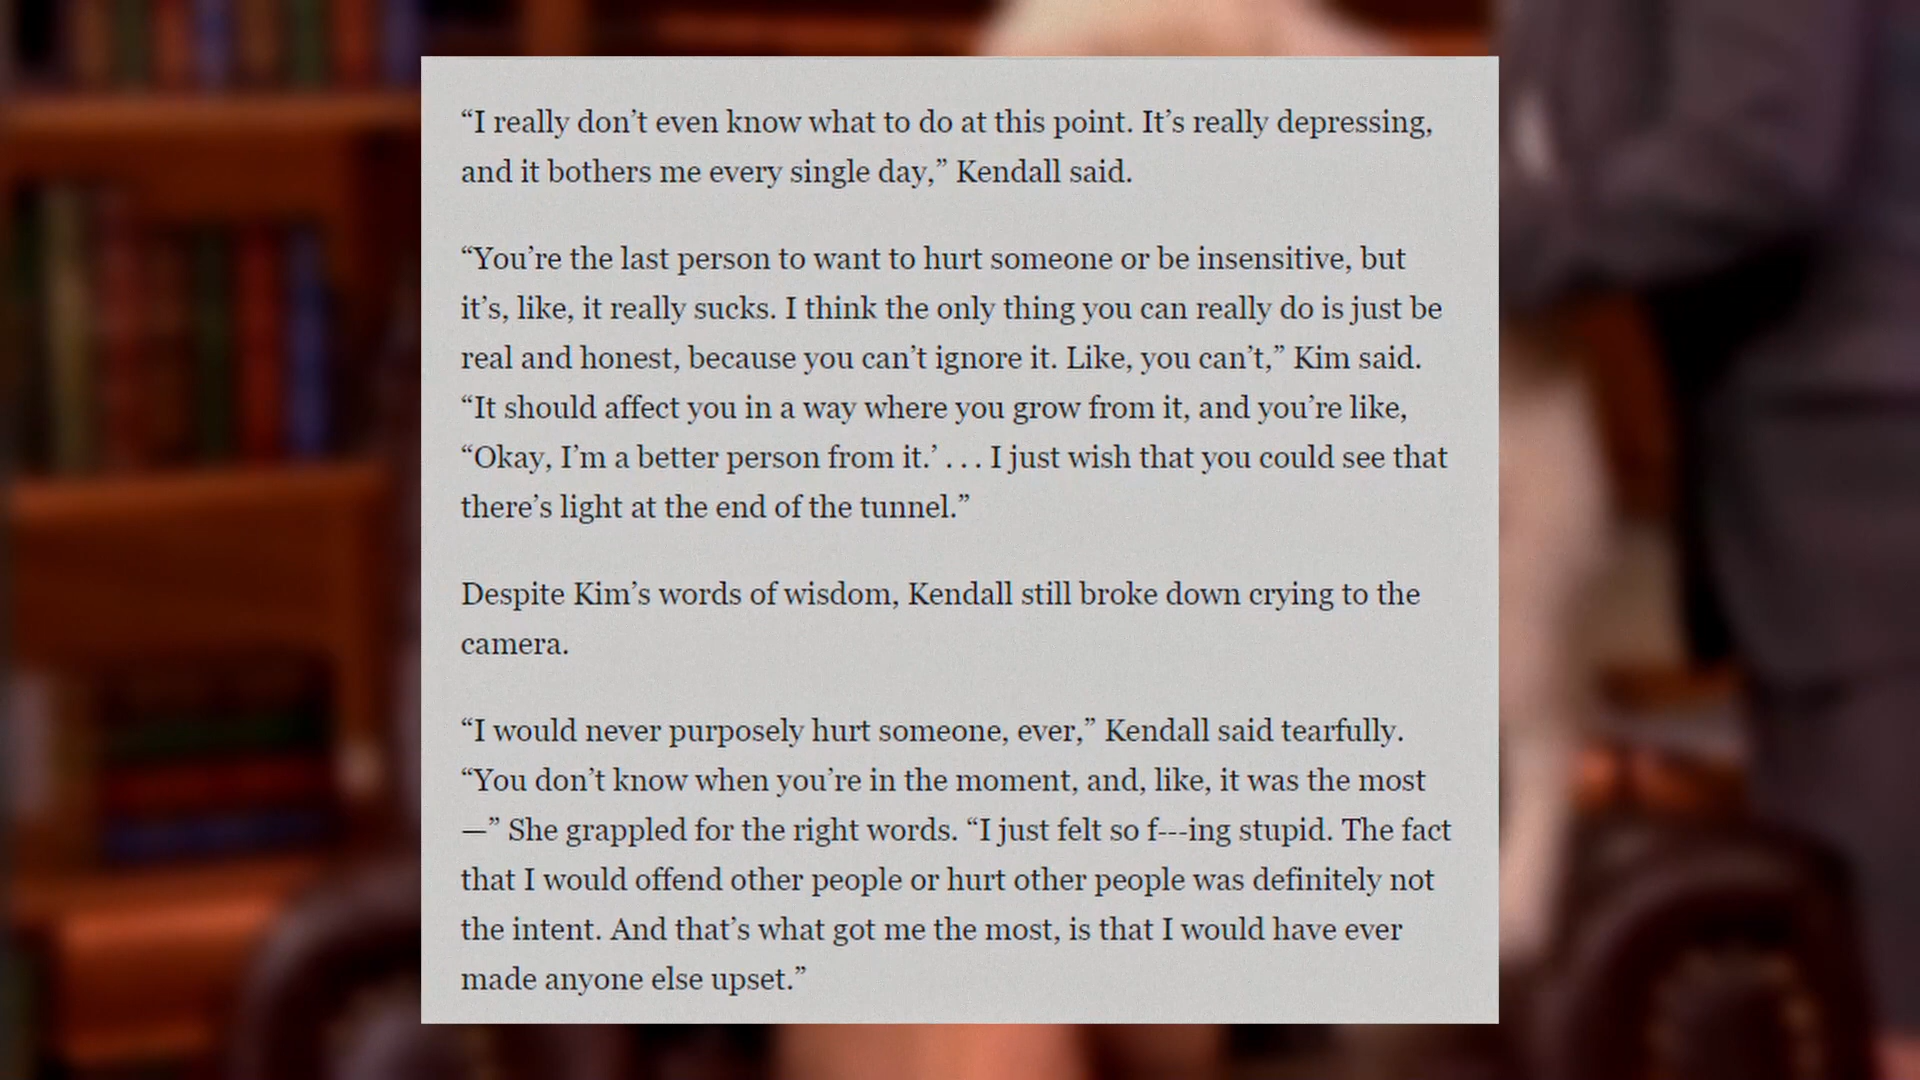 “I really don’t even know what to do at this point. It’s really depressing,
and it bothers me every single day,” Kendall said.
“You’re the last person to want to hurt someone or be insensitive, but
it’s, like, it really sucks. I think the only thing you can really do is just be
real and honest, because you can’t ignore it. Like, you can’t,” Kim said.
“It should affect you in a way where you grow from it, and you’re like,
“Okay, I’m a better person from it.’ . . . I just wish that you could see that
there’s light at the end of the tunnel.”
Despite Kim’s words of wisdom, Kendall still broke down crying to the
camera.
“I would never purposely hurt someone, ever,” Kendall said tearfully.
“You don’t know when you’re in the moment, and, like, it was the most
—” She grappled for the right words. “I just felt so f---ing stupid. The fact
that I would offend other people or hurt other people was definitely not
the intent. And that’s what got me the most, is that I would have ever
made anyone else upset.”